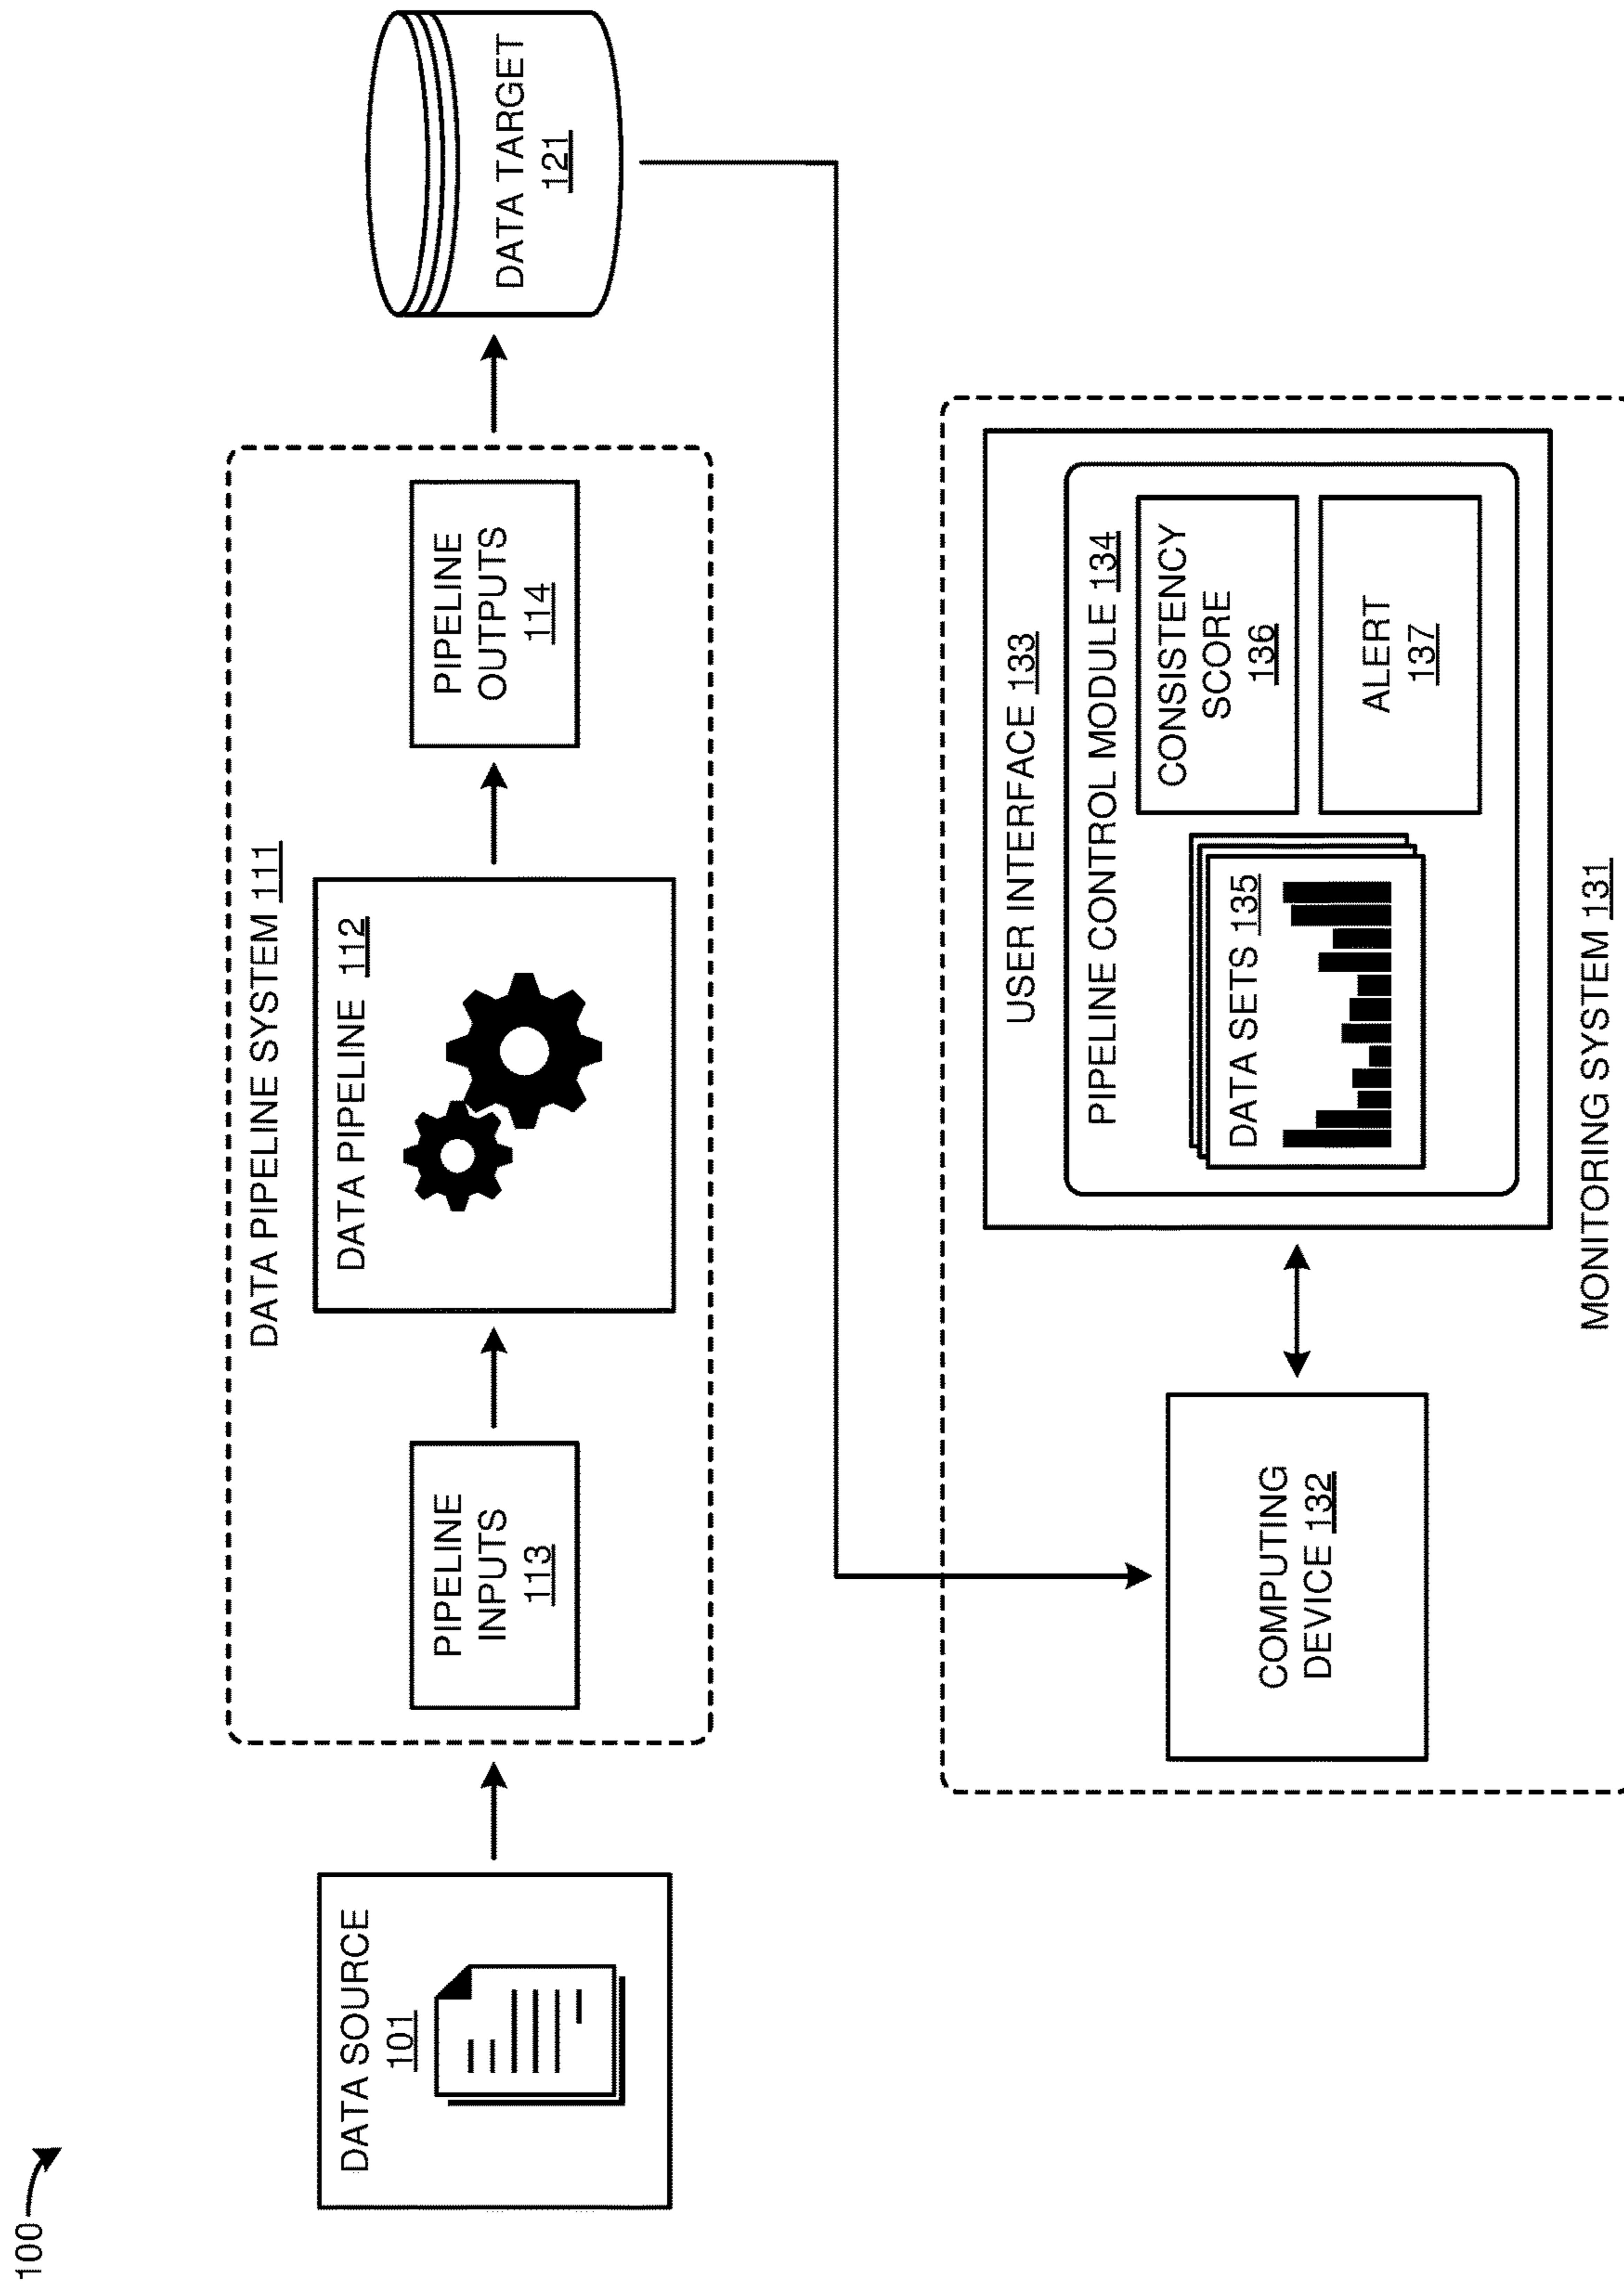 100
DATA SOURCE
101
DATA PIPELINE SYSTEM 111
PIPELINE
INPUTS
113
DATA PIPELINE 112
PIPELINE
OUTPUTS
114
DATA TARGET
121
COMPUTING
DEVICE 132
USER INTERFACE 133
PIPELINE CONTROL MODULE 134
DATA SETS 135
CONSISTENCY
SCORE
136
ALERT
137
MONITORING SYSTEM 131